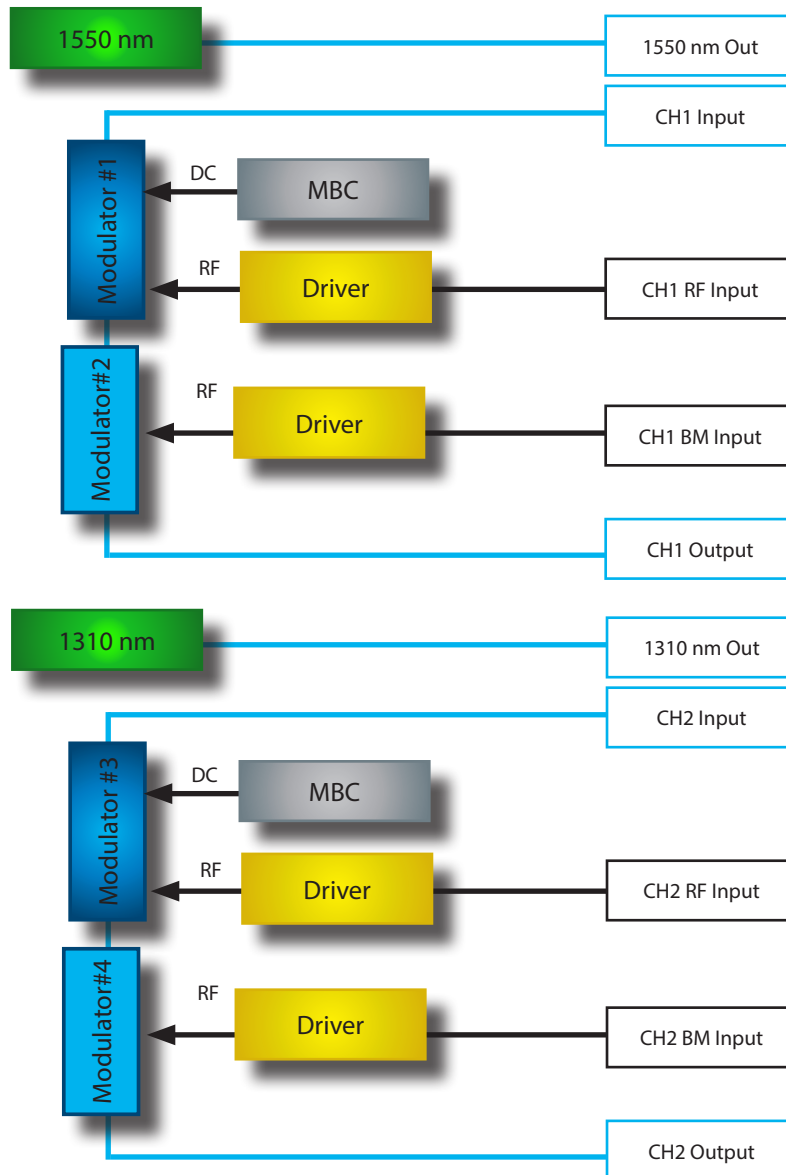 1550 nm
1550 nm Out
CH1 Input
Modulator #1
DC
MBC
RF
Driver
CH1 RF Input
Modulator#2
RF
Driver
CH1 BM Input
CH1 Output
1310 nm
1310 nm Out
CH2 Input
Modulator #3
DC
MBC
RF
Driver
CH2 RF Input
Modulator#4
RF
Driver
CH2 BM Input
CH2 Output